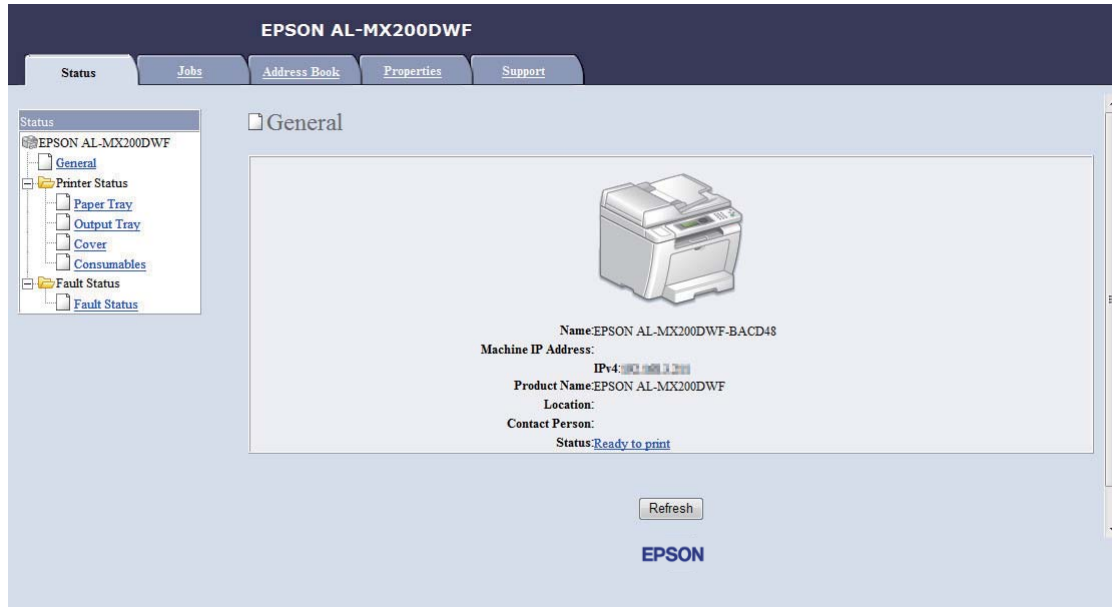 EPSON AL-MX200DWF
Status Jobs Address Book Properties Support
Status
EPSON AL-MX200DWF
General
Printer Status
Paper Tray
Output Tray
Cover
Consumables
Fault Status
Fault Status
General
Name:EPSON AL-MX200DWF-BACD48
Machine IP Address:
IPv4:
Product Name:EPSON AL-MX200DWF
Location:
Contact Person:
Status:Ready to print
Refresh
EPSON